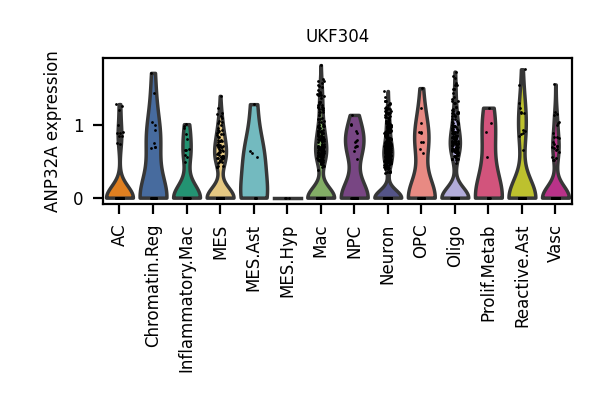 UKF304
ANP32A expression
1
0
AC
Chromatin.Reg
Inflammatory.Mac
MES
MES.Ast
MES.Hyp
Mac
NPC
Neuron
OPC
Oligo
Prolif.Metab
Reactive.Ast
Vasc